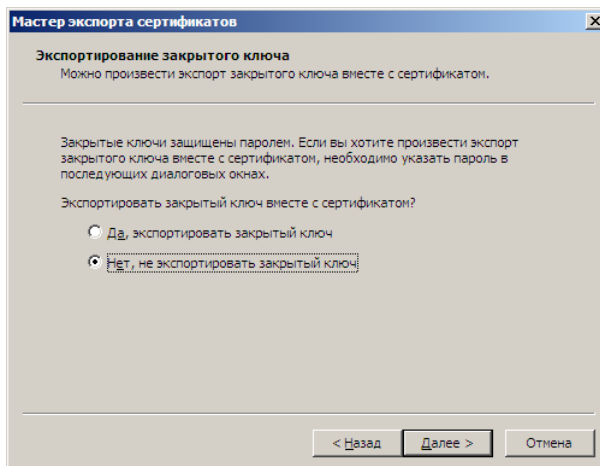 Мастер экспорта сертификатов
Экспортирование закрытого ключа
Можно произвести экспорт закрытого ключа вместе с сертификатом.
Закрытые ключи защищены паролем. Если вы хотите произвести экспорт
закрытого ключа вместе с сертификатом, необходимо указать пароль в
последующих диалоговых окнах.
Экспортировать закрытый ключ вместе с сертификатом?
Да, экспортировать закрытый ключ
Нет, не экспортировать закрытый ключ
< Назад Далее > Отмена